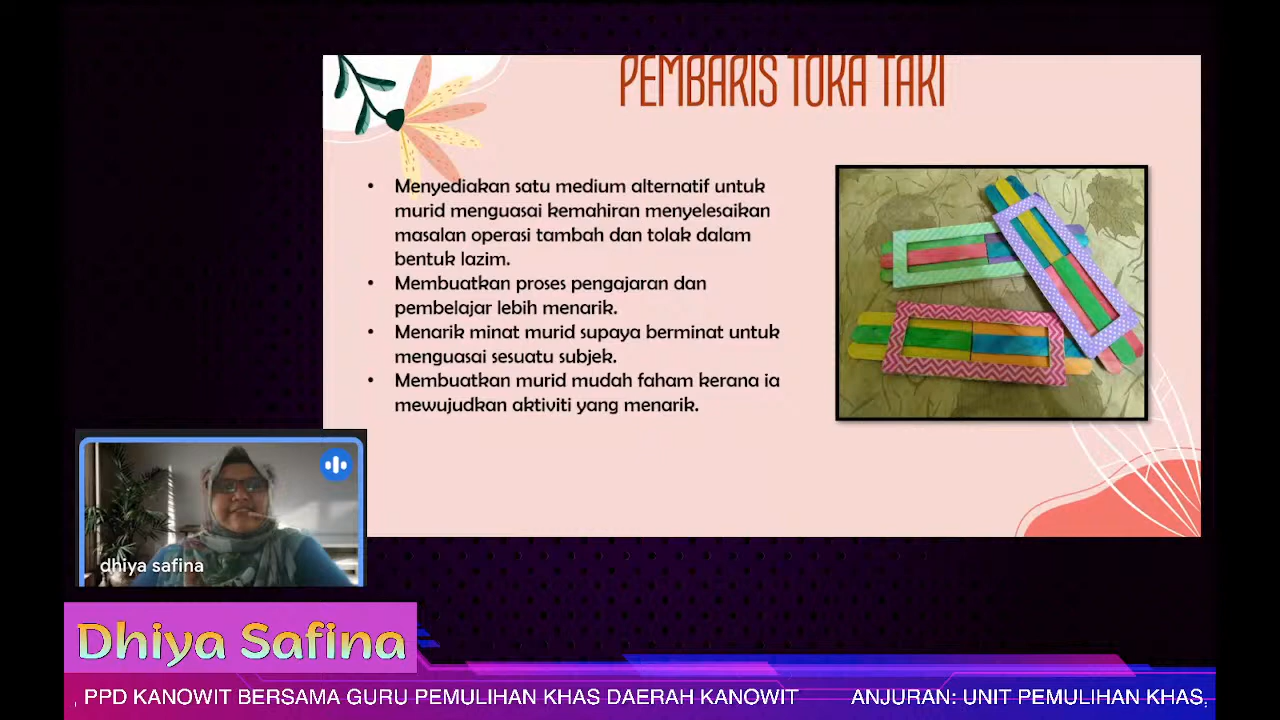 PEMBARIS TOKA TAKI
• Menyediakan satu medium alternatif untuk
murid menguasai kemahiran menyelesaikan
masalan operasi tambah dan tolak dalam
bentuk lazim.
• Membuatkan proses pengajaran dan
pembelajar lebih menarik.
• Menarik minat murid supaya berminat untuk
menguasai sesuatu subjek.
• Membuatkan murid mudah faham kerana ia
mewujudkan aktiviti yang menarik.
dhiya safina
Dhiya Safina
, PPD KANOWIT BERSAMA GURU PEMULIHAN KHAS DAERAH KANOWIT ANJURAN: UNIT PEMULIHAN KHAS,